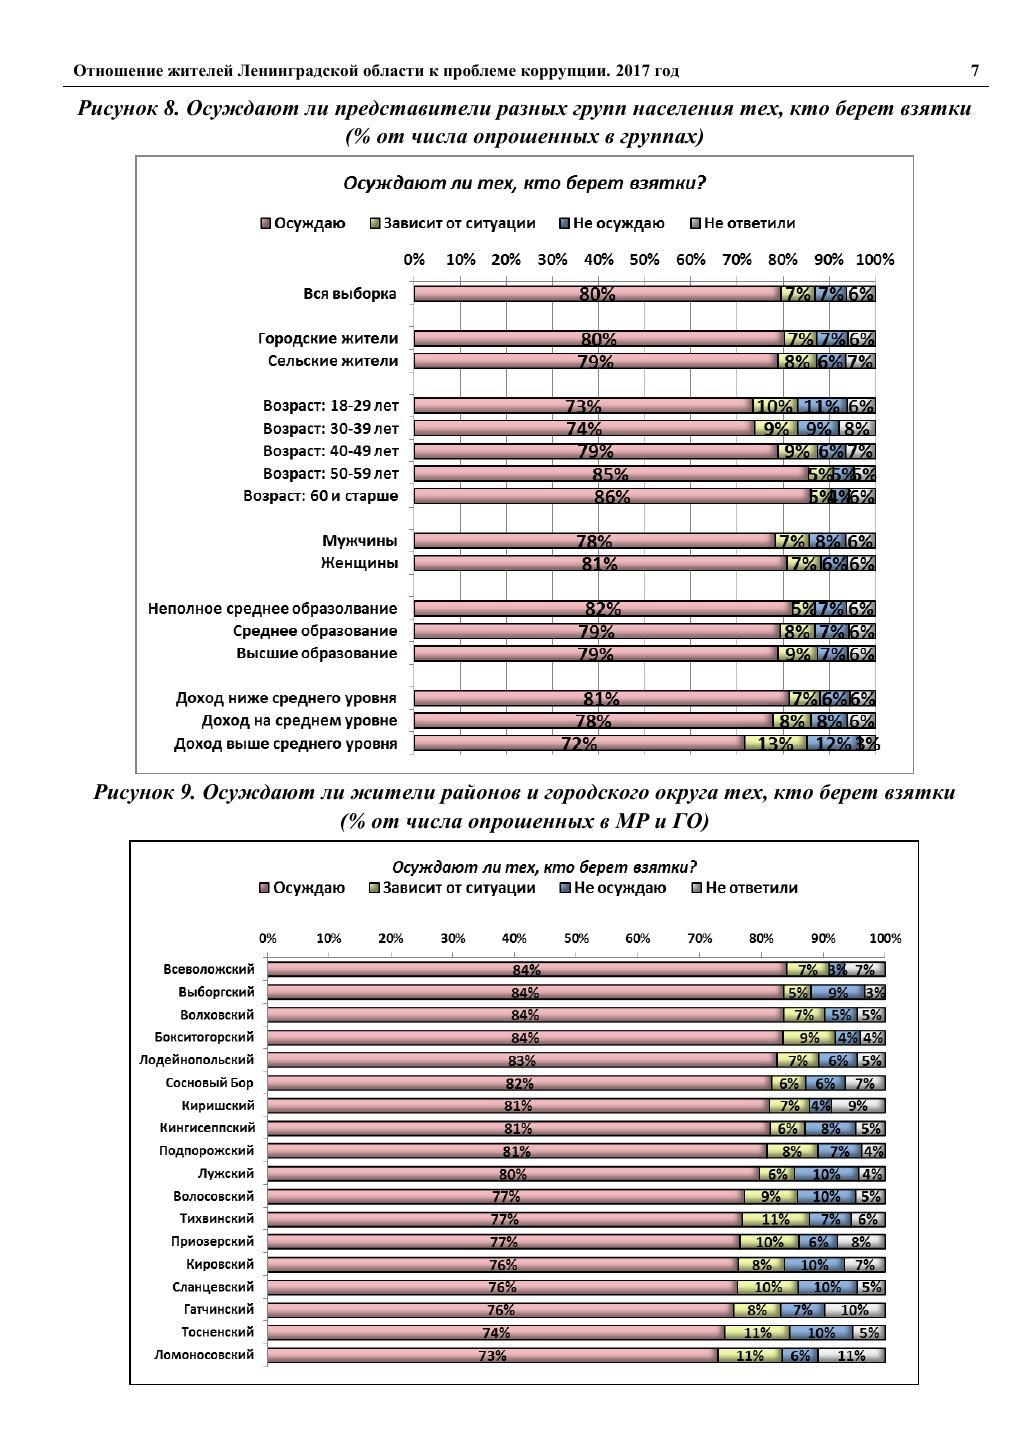 Отношение жителей Ленинградской области к проблеме коррупции. 2017 год 7
Рисунок 8. Осуждают ли представители разных групп населения тех, кто берет взятки
(% от числа опрошенных в группах)
Осуждают ли тех, кто берет взятки?
Осуждаю Зависит от ситуации Не осуждаю Не ответили
0% 10% 20% 30% 40% 50% 60% 70% 80% 90% 100%
Вся выборка 80% 7% 7% 6%
Городские жители 80% 7% 7% 6%
Сельские жители 79% 8% 6% 7%
Возраст: 18-29 лет 73% 10% 11% 6%
Возраст: 30-39 лет 74% 9% 9% 8%
Возраст: 40-49 лет 79% 9% 6% 7%
Возраст: 50-59 лет 85% 5% 5% 5%
Возраст: 60 и старше 86% 5% 4% 6%
Мужчины 78% 7% 8% 6%
Женщины 81% 7% 6% 6%
Неполное среднее образолвание 82% 5% 7% 6%
Среднее образование 79% 8% 7% 6%
Высшие образование 79% 9% 7% 6%
Доход ниже среднего уровня 81% 7% 6% 6%
Доход на среднем уровне 78% 8% 8% 6%
Доход выше среднего уровня 72% 13% 12% 3%
Рисунок 9. Осуждают ли жители районов и городского округа тех, кто берет взятки
(% от числа опрошенных в МР и ГО)
Осуждают ли тех, кто берет взятки?
Осуждаю Зависит от ситуации Не осуждаю Не ответили
0% 10% 20% 30% 40% 50% 60% 70% 80% 90% 100%
Всеволожский 84% 7% 3% 7%
Выборгский 84% 5% 9% 3%
Волховский 84% 7% 5% 5%
Бокситогорский 84% 9% 4% 4%
Лодейнопольский 83% 7% 6% 5%
Сосновый Бор 82% 6% 6% 7%
Киришский 81% 7% 4% 9%
Кингисеппский 81% 6% 8% 5%
Подпорожский 81% 8% 7% 4%
Лужский 80% 6% 10% 4%
Волосовский 77% 9% 10% 5%
Тихвинский 77% 11% 7% 6%
Приозерский 77% 10% 6% 8%
Кировский 76% 8% 10% 7%
Сланцевский 76% 10% 10% 5%
Гатчинский 76% 8% 7% 10%
Тосненский 74% 11% 10% 5%
Ломоносовский 73% 11% 6% 11%